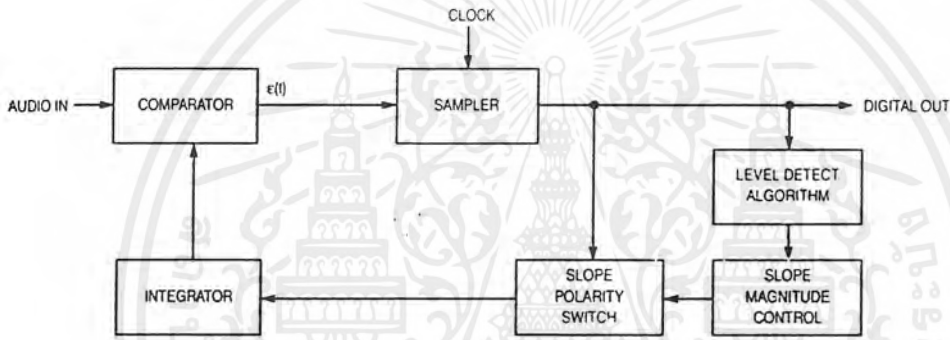 CLOCK
AUDIO IN
COMPARATOR
ε(t)
SAMPLER
DIGITAL OUT
LEVEL DETECT
ALGORITHM
INTEGRATOR
SLOPE
POLARITY
SWITCH
SLOPE
MAGNITUDE
CONTROL